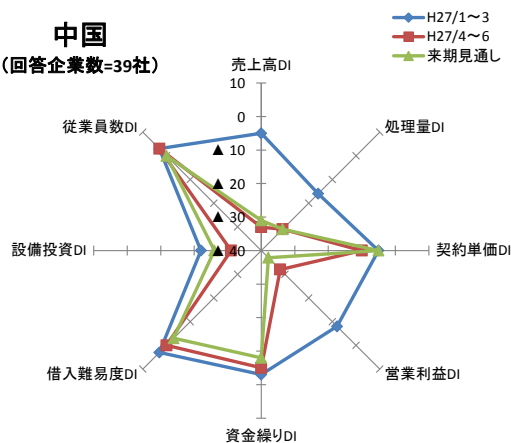 中国
（回答企業数=39社）
H27/1～3
H27/4～6
来期見通し
売上高DI
処理量DI
契約単価DI
営業利益DI
資金繰りDI
借入難易度DI
設備投資DI
従業員数DI
10
0
▲ 10
▲ 20
▲ 30
▲ 40